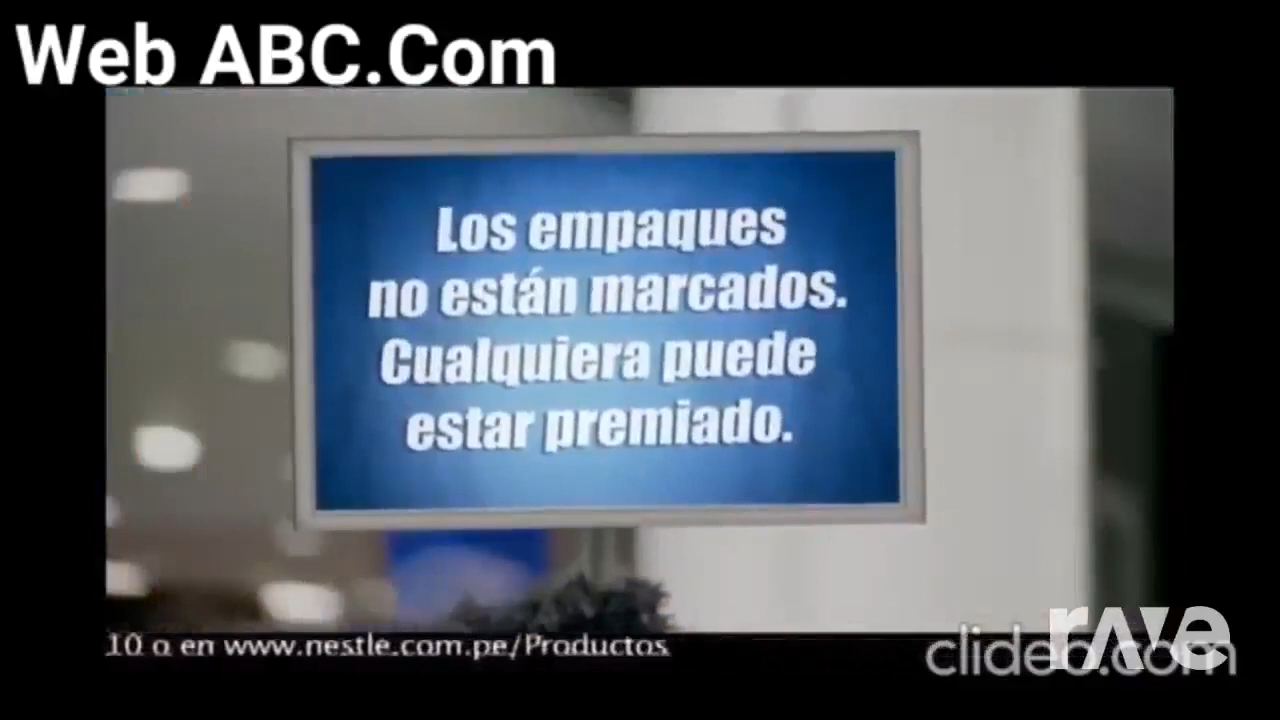 Web ABC.Com
Los empaques
no están marcados.
Cualquiera puede
estar premiado.
10 o en www.nestle.com.pe/Productos
clideo.com
rave